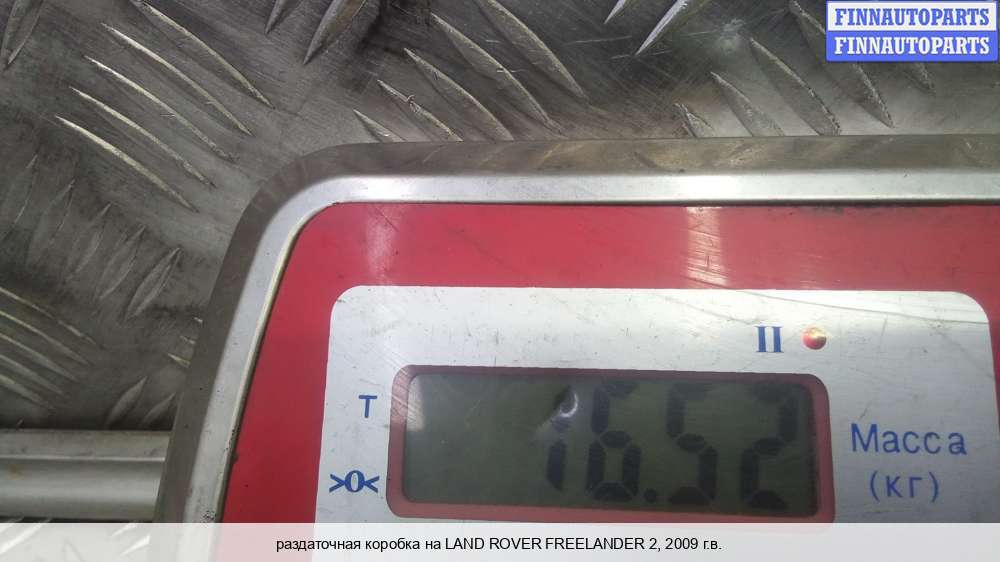 FINNAUTOPARTS
FINNAUTOPARTS
II
T
16.52
Масса
(кг)
>0<
раздаточная коробка на LAND ROVER FREELANDER 2, 2009 г.в.